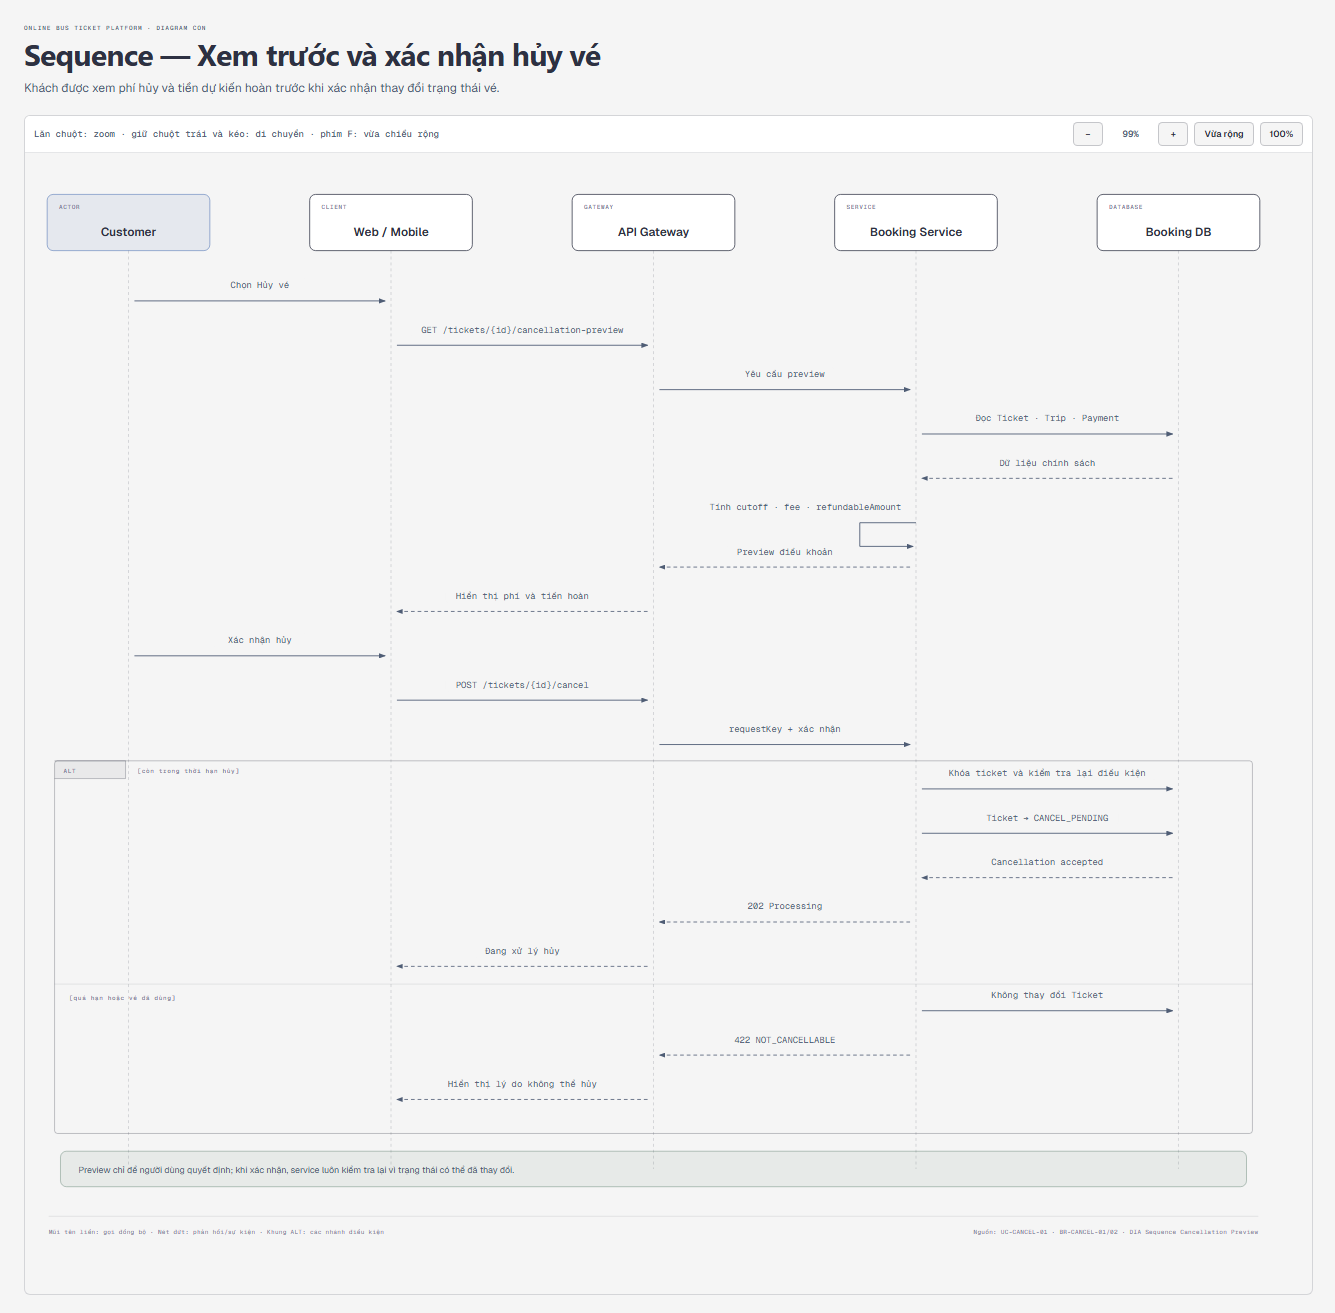 ONLINE BUS TICKET PLATFORM · DIAGRAM CON
Sequence — Xem trước và xác nhận hủy vé
Khách được xem phí hủy và tiền dự kiến hoàn trước khi xác nhận thay đổi trạng thái vé.
Lăn chuột: zoom · giữ chuột trái và kéo: di chuyển · phím F: vừa chiều rộng
−
99%
+
Vừa rộng
100%
ACTOR
Customer
CLIENT
Web / Mobile
GATEWAY
API Gateway
SERVICE
Booking Service
DATABASE
Booking DB
Chọn Hủy vé
GET /tickets/{id}/cancellation-preview
Yêu cầu preview
Đọc Ticket · Trip · Payment
Dữ liệu chính sách
Tính cutoff · fee · refundableAmount
Preview điều khoản
Hiển thị phí và tiền hoàn
Xác nhận hủy
POST /tickets/{id}/cancel
requestKey + xác nhận
ALT
[còn trong thời hạn hủy]
Khóa ticket và kiểm tra lại điều kiện
Ticket → CANCEL_PENDING
Cancellation accepted
202 Processing
Đang xử lý hủy
[quá hạn hoặc vé đã dùng]
Không thay đổi Ticket
422 NOT_CANCELLABLE
Hiển thị lý do không thể hủy
Preview chỉ để người dùng quyết định; khi xác nhận, service luôn kiểm tra lại vì trạng thái có thể đã thay đổi.
Mũi tên liền: gọi đồng bộ · Nét đứt: phản hồi/sự kiện · Khung ALT: các nhánh điều kiện
Nguồn: UC-CANCEL-01 · BR-CANCEL-01/02 · DIA Sequence Cancellation Preview